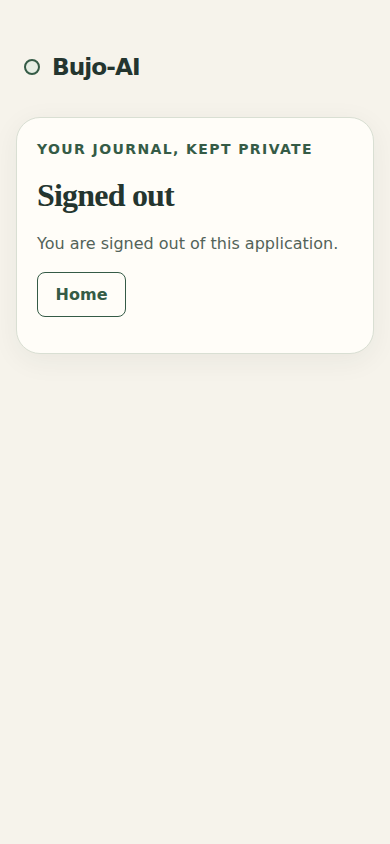 Bujo-AI
YOUR JOURNAL, KEPT PRIVATE
Signed out
You are signed out of this application.
Home